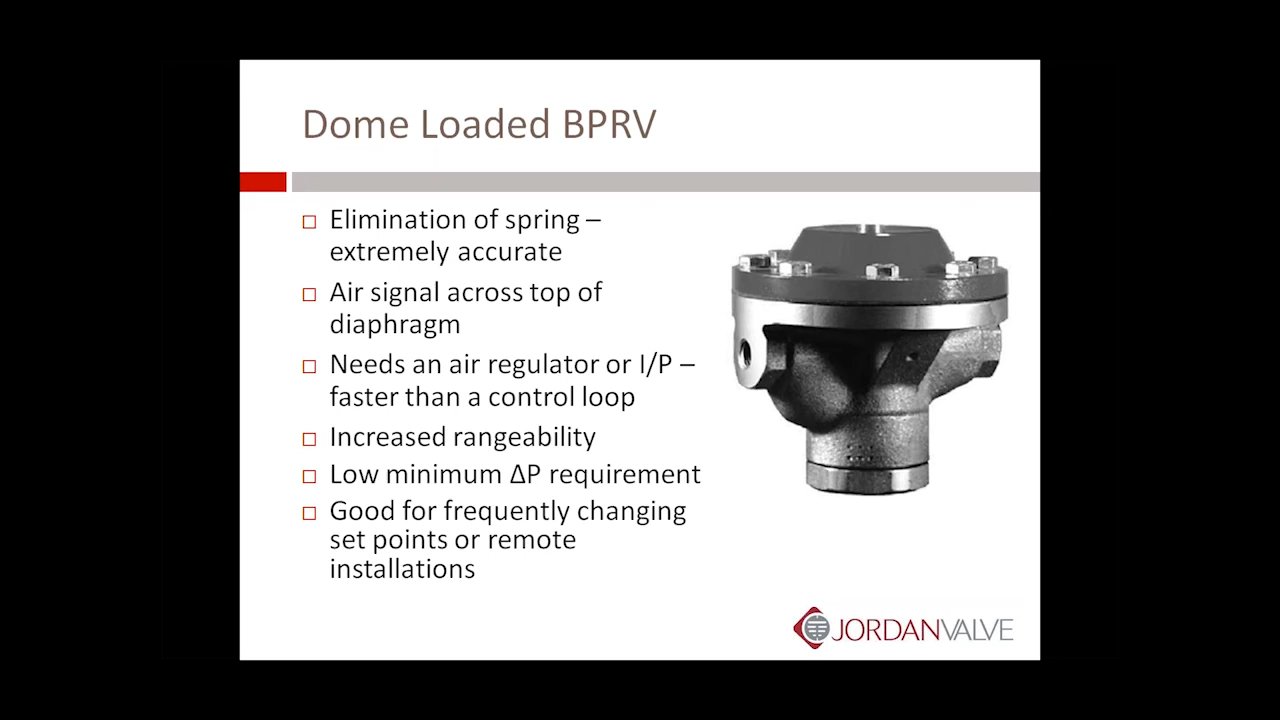 Dome Loaded BPRV
Elimination of spring –
extremely accurate
Air signal across top of
diaphragm
Needs an air regulator or I/P –
faster than a control loop
Increased rangeability
Low minimum ΔP requirement
Good for frequently changing
set points or remote
installations
JORDANVALVE